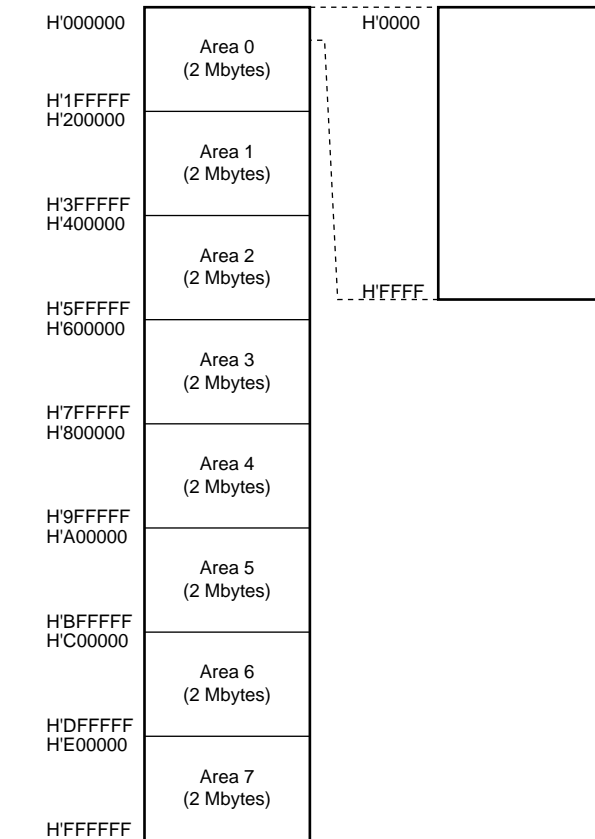 H'000000
Area 0
(2 Mbytes)
H'1FFFFF
H'200000
Area 1
(2 Mbytes)
H'3FFFFF
H'400000
Area 2
(2 Mbytes)
H'5FFFFF
H'600000
Area 3
(2 Mbytes)
H'7FFFFF
H'800000
Area 4
(2 Mbytes)
H'9FFFFF
H'A00000
Area 5
(2 Mbytes)
H'BFFFFF
H'C00000
Area 6
(2 Mbytes)
H'DFFFFF
H'E00000
Area 7
(2 Mbytes)
H'FFFFFF
H'0000
H'FFFF